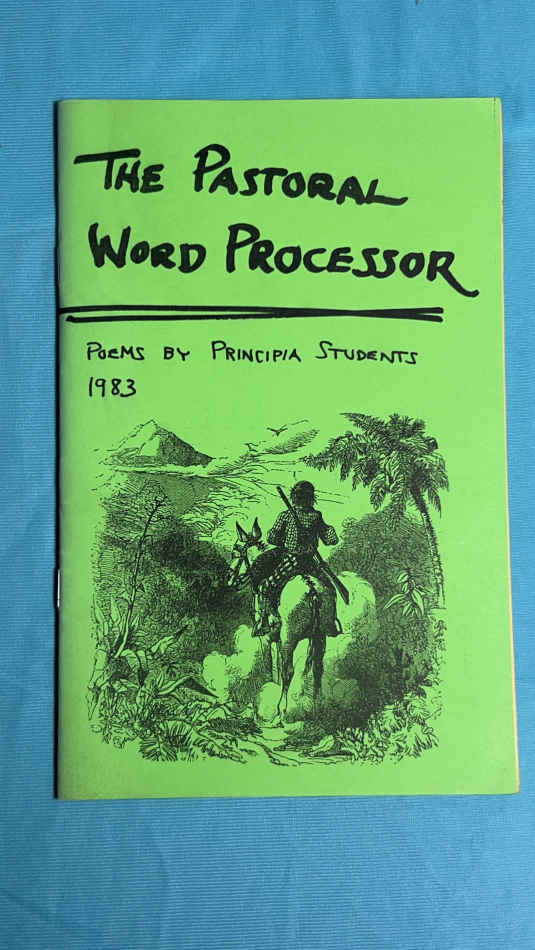 THE PASTORAL
WORD PROCESSOR
POEMS BY PRINCIPIA STUDENTS
1983